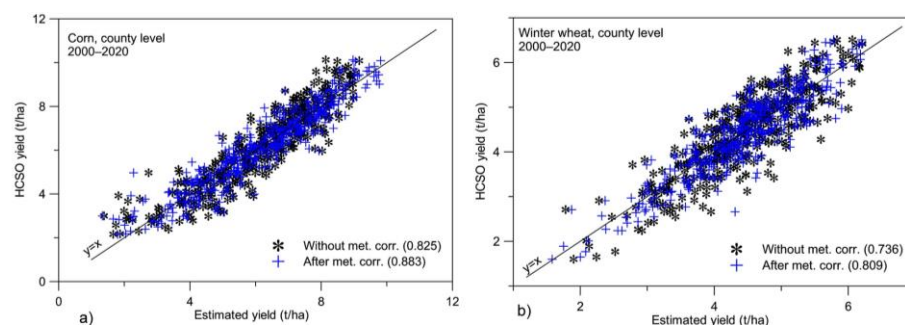 12
Corn, county level
2000–2020
8
HCSO yield (t/ha)
4
y=x
Without met. corr. (0.825)
After met. corr. (0.883)
0
0
4
8
12
a)
Estimated yield (t/ha)
Winter wheat, county level
2000–2020
6
HCSO yield (t/ha)
4
2
y=x
Without met. corr. (0.736)
After met. corr. (0.809)
2
4
6
b)
Estimated yield (t/ha)